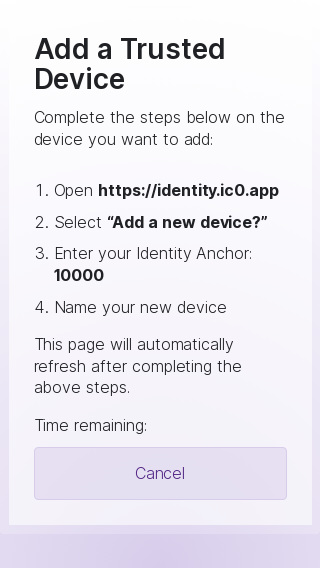 Add a Trusted
Device
Complete the steps below on the
device you want to add:
1. Open https://identity.ic0.app
2. Select “Add a new device?”
3. Enter your Identity Anchor:
10000
4. Name your new device
This page will automatically
refresh after completing the
above steps.
Time remaining:
Cancel